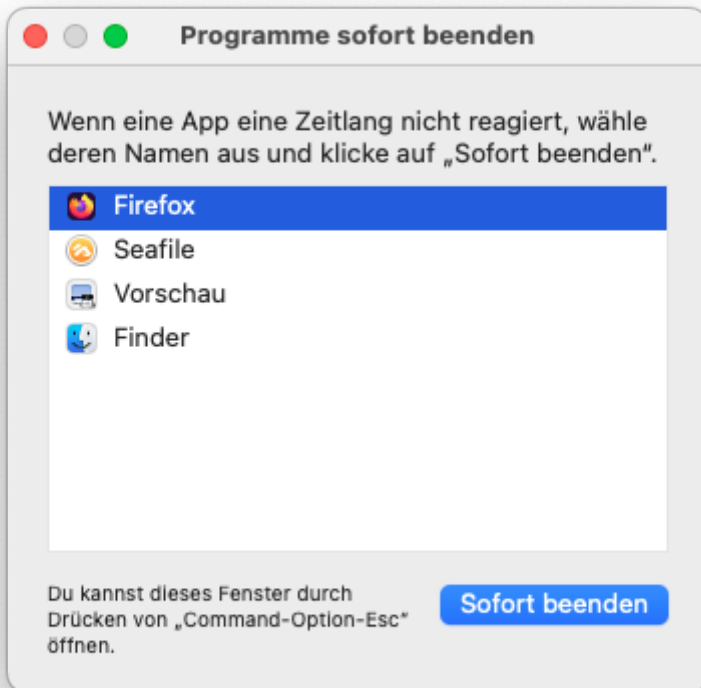 Programme sofort beenden
Wenn eine App eine Zeitlang nicht reagiert, wähle
deren Namen aus und klicke auf „Sofort beenden“.
Firefox
Seafile
Vorschau
Finder
Du kannst dieses Fenster durch
Drücken von „Command-Option-Esc“
öffnen.
Sofort beenden